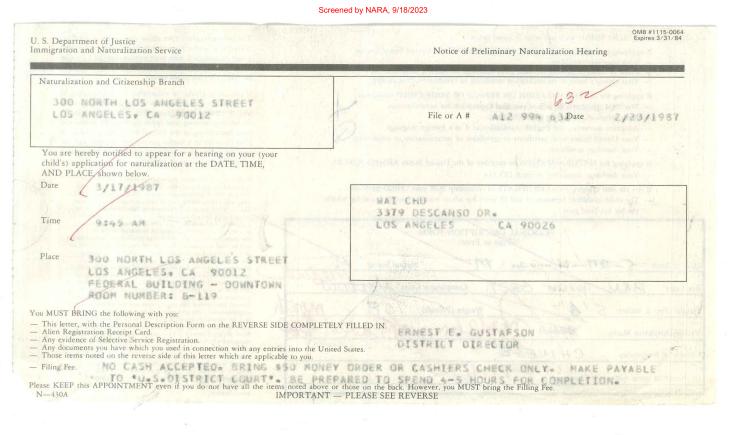 Screened by NARA, 9/18/2023
OMB #1115-0064
Expires 3/31/84
U. S. Department of Justice
Immigration and Naturalization Service
Notice of Preliminary Naturalization Hearing
Naturalization and Citizenship Branch
300 NORTH LOS ANGELES STREET
LOS ANGELES, CA 90012
632
File or A # A12 994 Date 2/23/1987
You are hereby notified to appear for a hearing on your (your
child's) application for naturalization at the DATE, TIME,
AND PLACE, shown below.
Date 3/17/1987
WAI CHU
3379 DESCANSO DR.
LOS ANGELES CA 90026
Time 9:45 AM
Place 300 NORTH LOS ANGELES STREET
LOS ANGELES, CA 90012
FEDERAL BUILDING - DOWNTOWN
ROOM NUMBER: B-119
You MUST BRING the following with you:
— This letter, with the Personal Description Form on the REVERSE SIDE COMPLETELY FILLED IN.
— Alien Registration Receipt Card.
— Any evidence of Selective Service Registration.
— Any documents you have which you used in connection with any entries into the United States.
— Those items noted on the reverse side of this letter which are applicable to you.
ERNEST E. GUSTAFSON
DISTRICT DIRECTOR
— Filing Fee. NO CASH ACCEPTED. BRING $50 MONEY ORDER OR CASHIERS CHECK ONLY. MAKE PAYABLE
TO "U.S.DISTRICT COURT". BE PREPARED TO SPEND 4-5 HOURS FOR COMPLETION.
Please KEEP this APPOINTMENT even if you do not have all the items noted above or those on the back. However, you MUST bring the Filling Fee.
N—430A
IMPORTANT — PLEASE SEE REVERSE